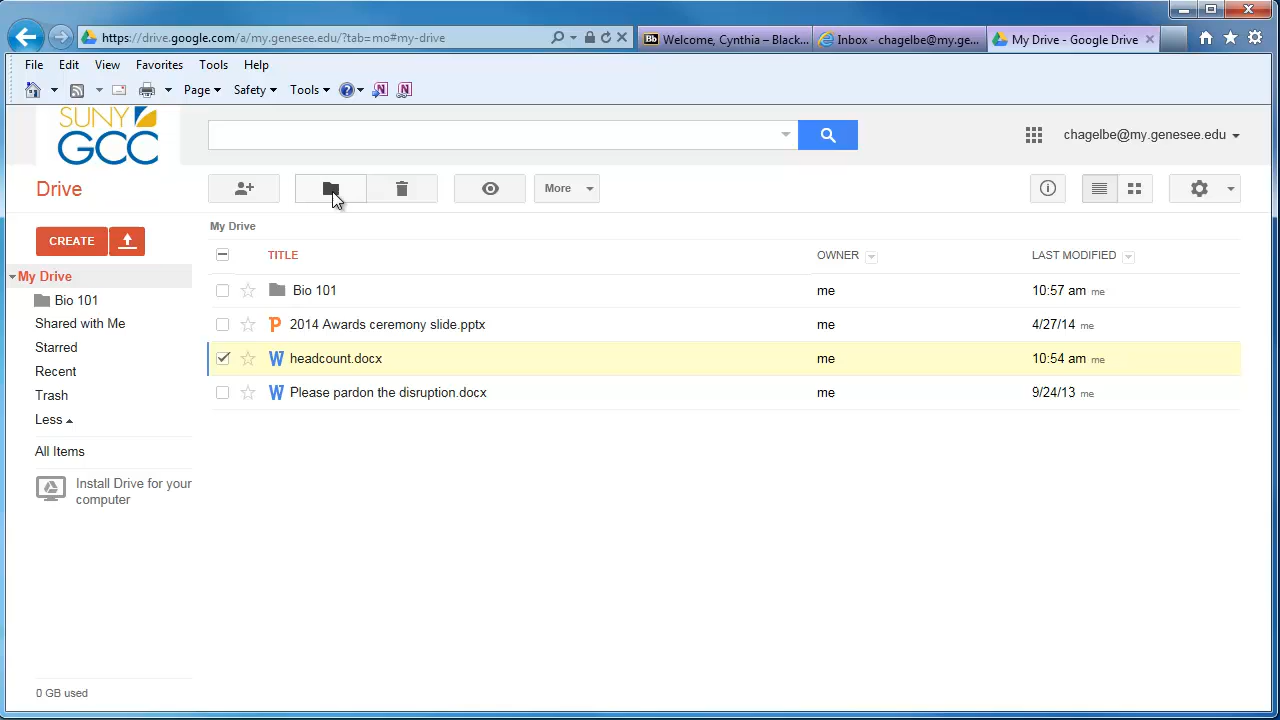 https://drive.google.com/a/my.genesee.edu/?tab=mo#my-drive
Bb Welcome, Cynthia – Black...
Inbox - chagelbe@my.ge...
My Drive - Google Drive
File Edit View Favorites Tools Help
Page Safety Tools
SUNY
GCC
chagelbe@my.genesee.edu
Drive
More
My Drive
CREATE
TITLE OWNER LAST MODIFIED
My Drive
Bio 101 me 10:57 am me
Bio 101
Shared with Me
2014 Awards ceremony slide.pptx me 4/27/14 me
Starred
headcount.docx me 10:54 am me
Recent
Trash
Please pardon the disruption.docx me 9/24/13 me
Less
All Items
Install Drive for your
computer
0 GB used